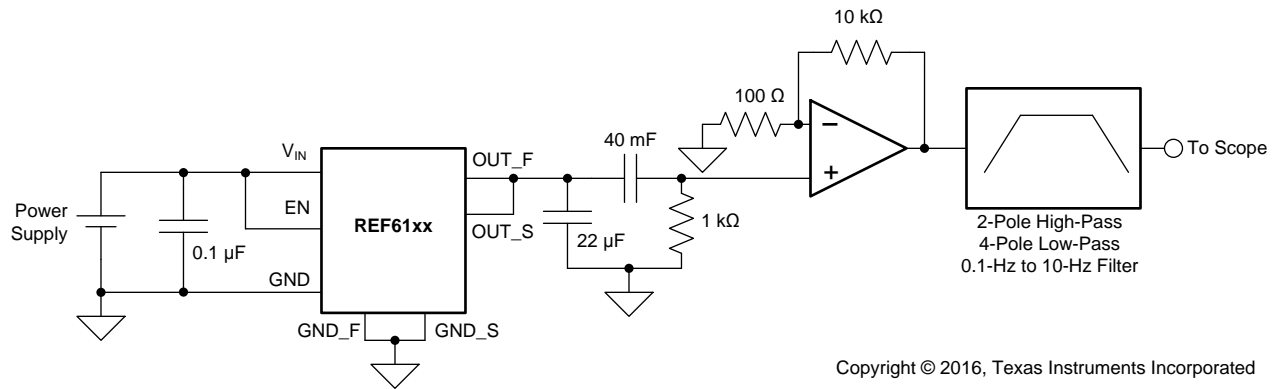 10 kΩ
100 Ω
40 mF
VIN
OUT_F
To Scope
Power
Supply
EN
REF61xx
0.1 µF
OUT_S
22 µF
1 kΩ
2-Pole High-Pass
4-Pole Low-Pass
0.1-Hz to 10-Hz Filter
GND
GND_F
GND_S
Copyright © 2016, Texas Instruments Incorporated